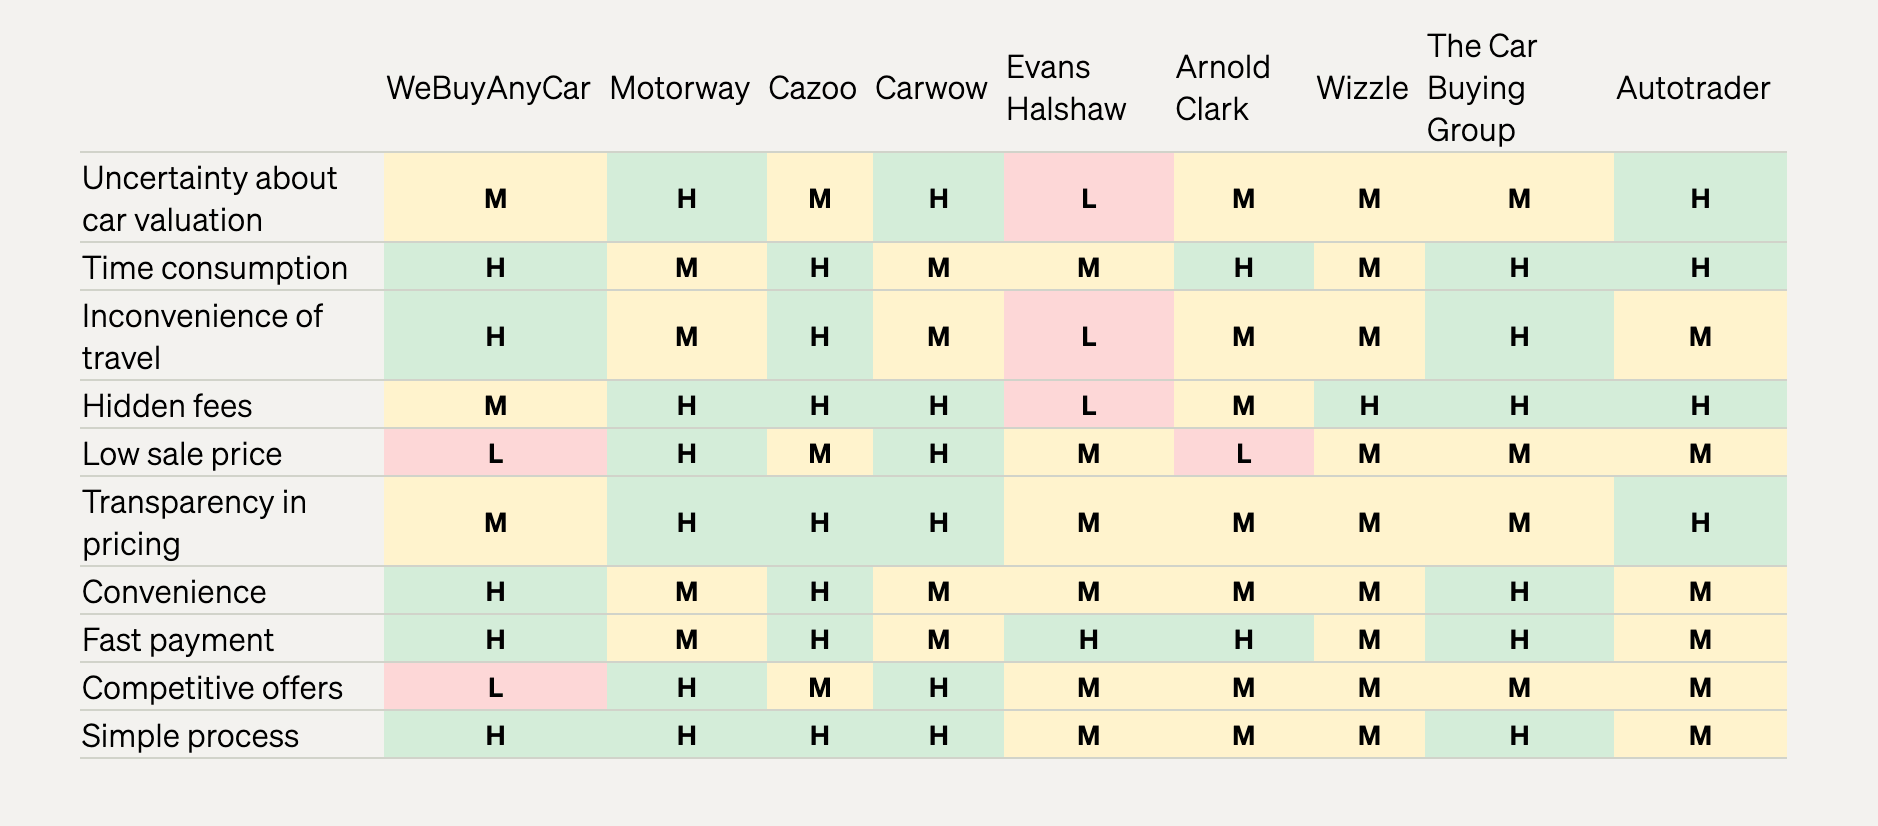 WeBuyAnyCar Motorway Cazoo Carwow Evans Halshaw Arnold Clark Wizzle The Car Buying Group Autotrader
Uncertainty about car valuation M H M H L M M M H
Time consumption H M H M M H M H H
Inconvenience of travel H M H M L M M H M
Hidden fees M H H H L M H H H
Low sale price L H M H M L M M M
Transparency in pricing M H H H M M M M H
Convenience H M H M M M M H M
Fast payment H M H M H H M H M
Competitive offers L H M H M M M M M
Simple process H H H H M M M H M